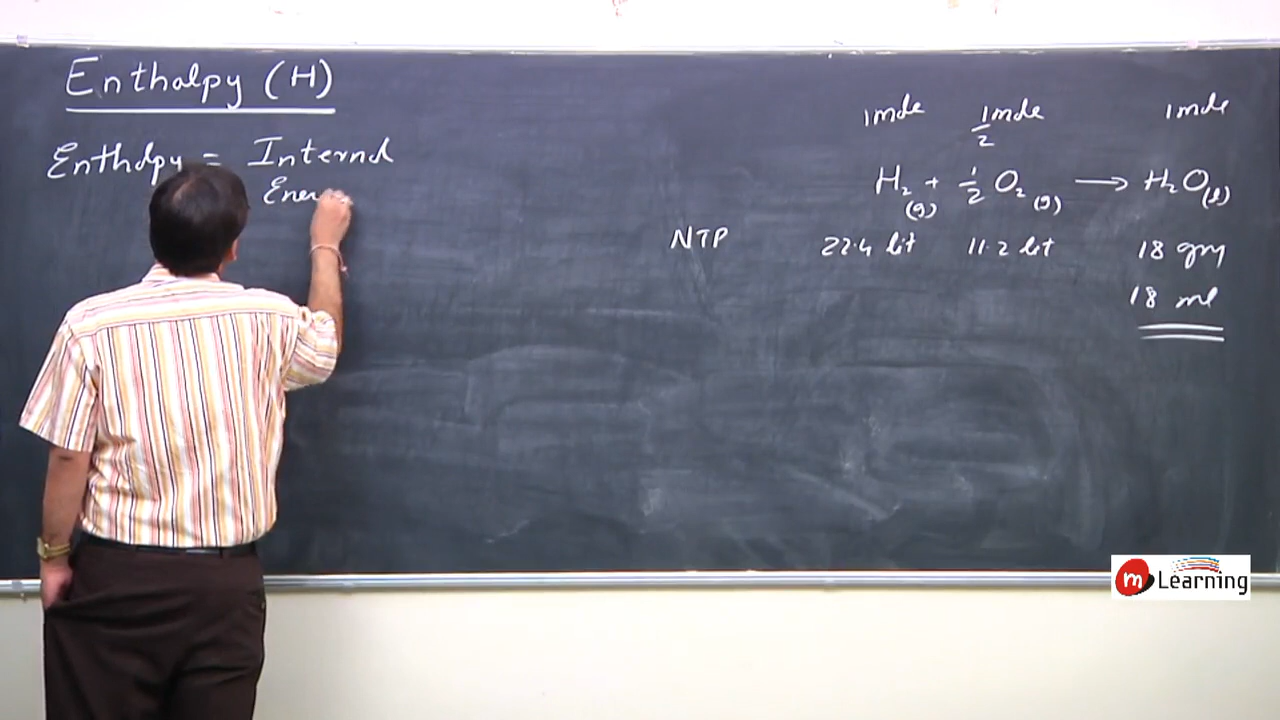 Enthalpy (H)
Enthalpy = Internal
Ener
1 mole 1/2 mole 1 mole
H₂ (g) + 1/2 O₂ (g) → H₂O (l)
NTP 22.4 lit 11.2 lit 18 gm
18 ml
m Learning